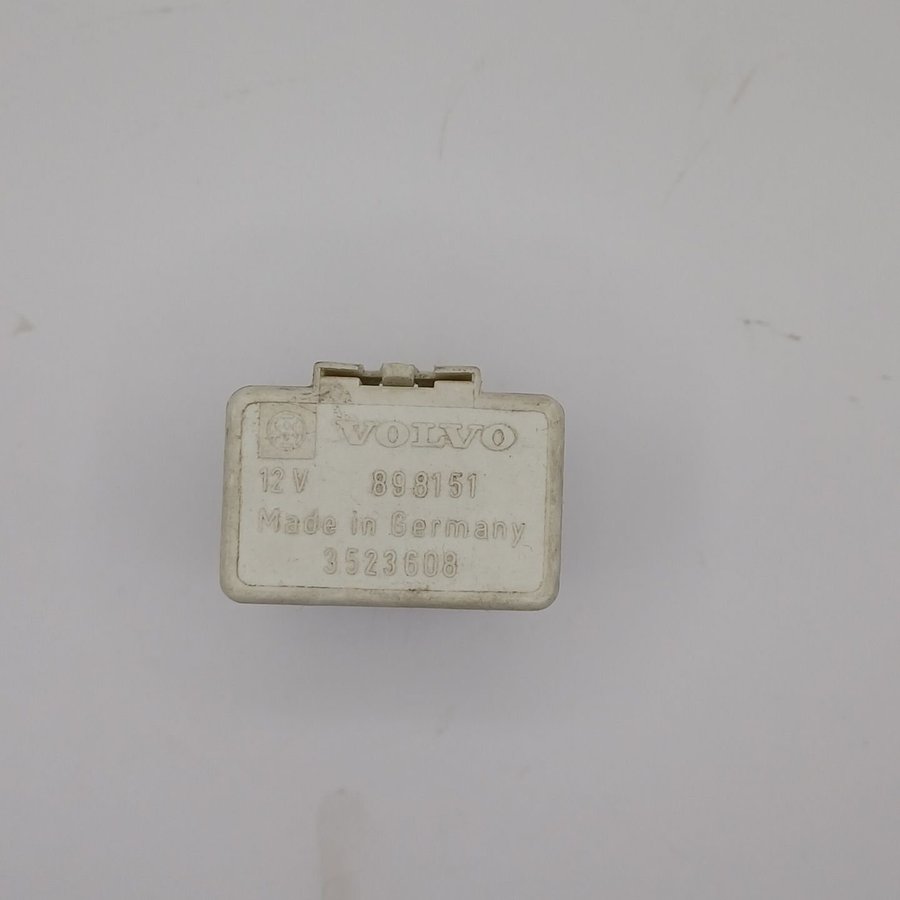 VOLVO
12 V 898151
Made in Germany
3523608